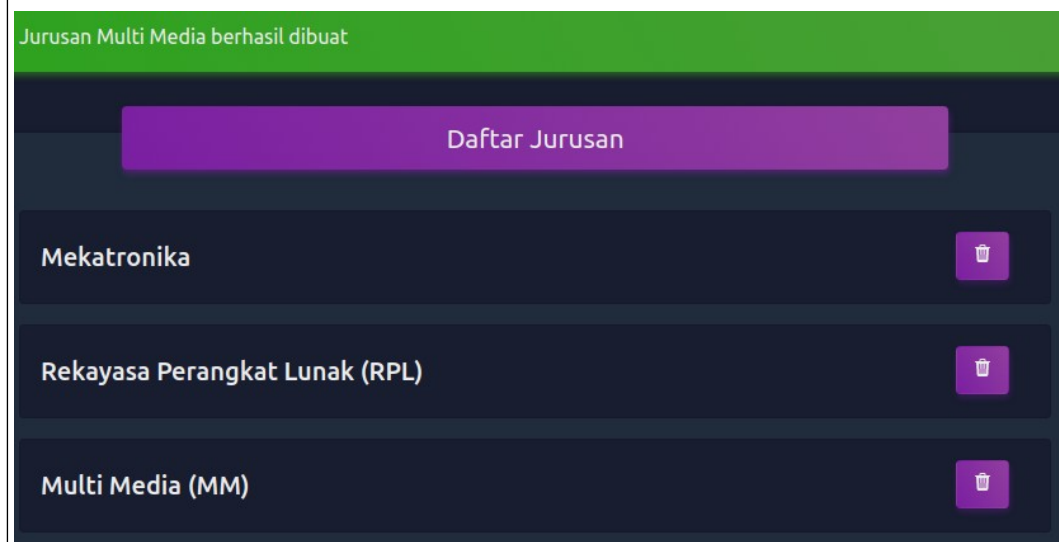 Jurusan Multi Media berhasil dibuat
Daftar Jurusan
Mekatronika
Rekayasa Perangkat Lunak (RPL)
Multi Media (MM)